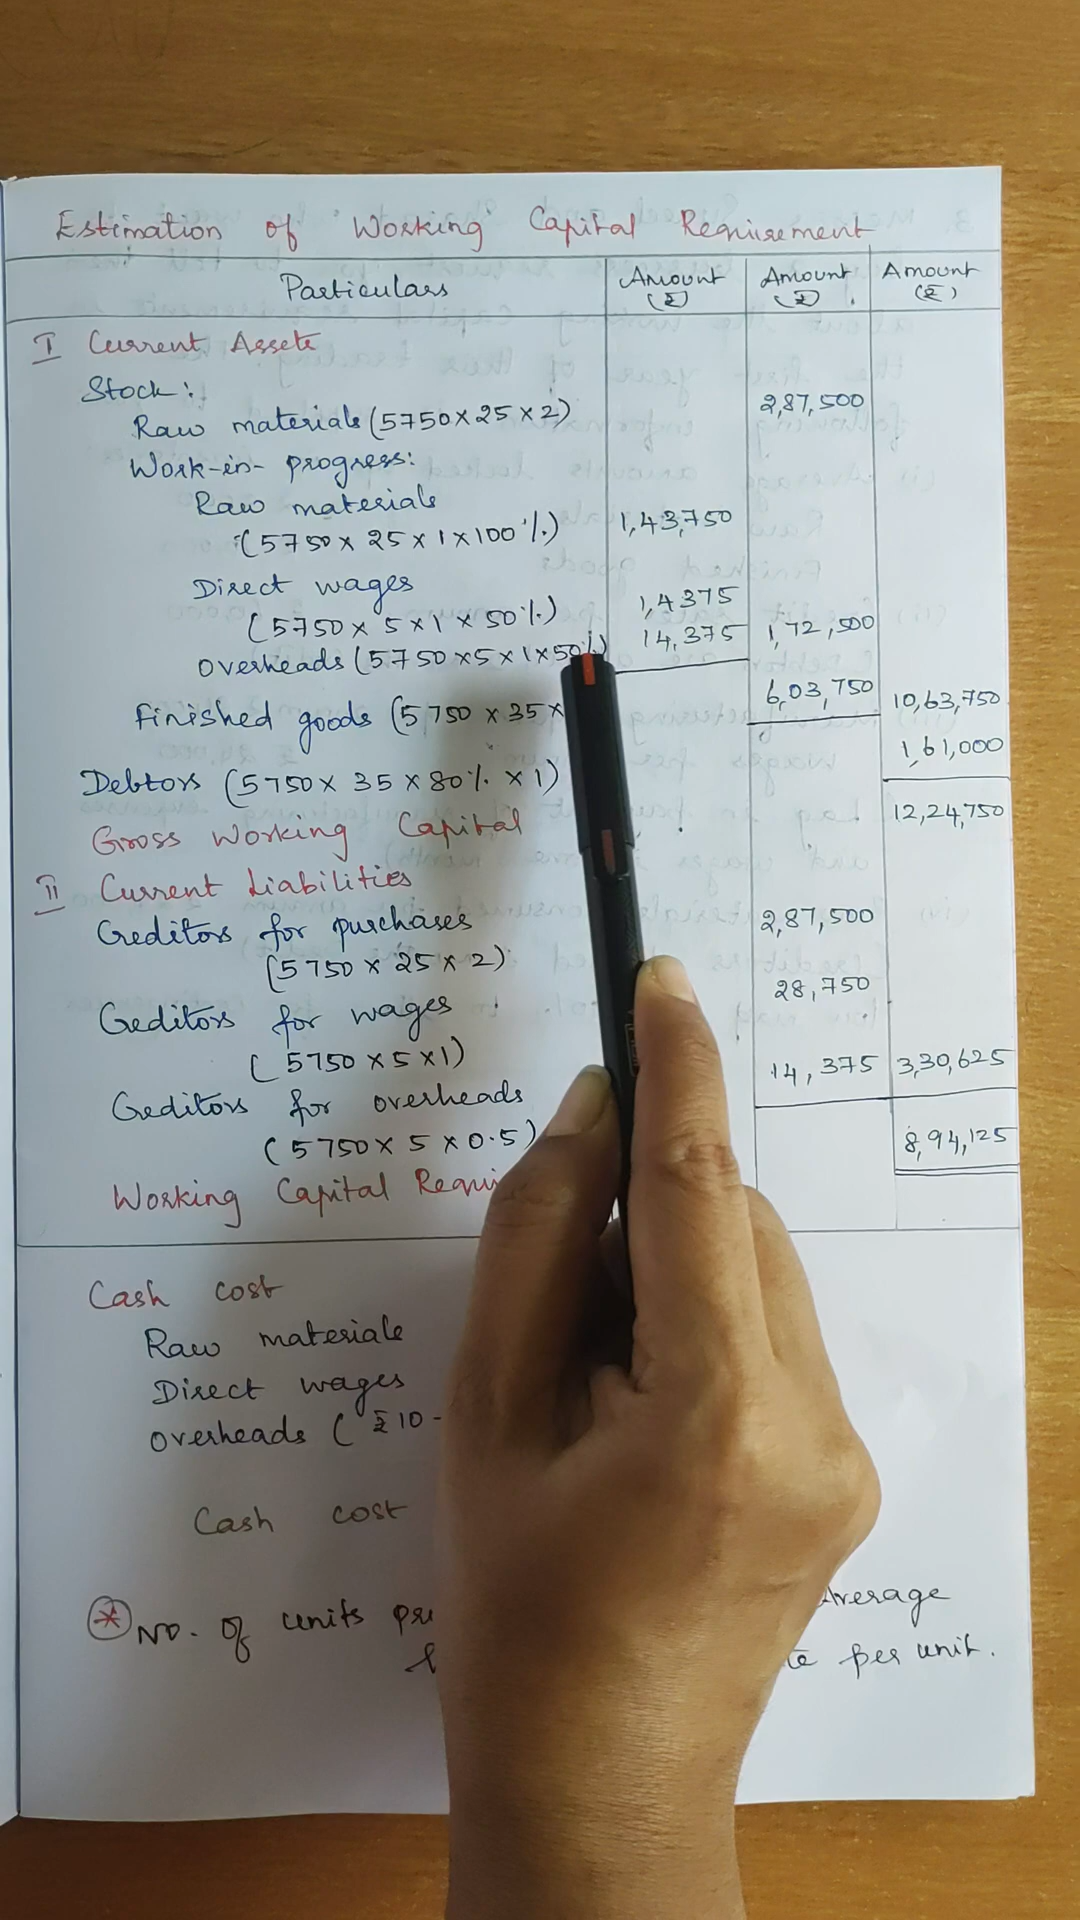 Estimation of Working Capital Requirement
Particulars Amount (₹) Amount (₹) Amount (₹)
I Current Assets
Stock:
Raw materials (5750 x 25 x 2) 2,87,500
Work-in-progress:
Raw materials
(5750 x 25 x 1 x 100%) 1,43,750
Direct wages
(5750 x 5 x 1 x 50%) 1,4375
Overheads (5750 x 5 x 1 x 50%) 14,375 1,72,500
Finished goods (5750 x 35 x 6,03,750 10,63,750
Debtors (5750 x 35 x 80% x 1) 1,61,000
Gross Working Capital 12,24,750
II Current Liabilities
Creditors for purchases
(5750 x 25 x 2) 2,87,500
Creditors for wages
(5750 x 5 x 1) 28,750
Creditors for overheads
(5750 x 5 x 0.5) 14,375 3,30,625
Working Capital 8,94,125
Cash cost
Raw materials
Direct wages
Overheads ( ₹10 -
Cash cost
* No. of units Average
per unit.